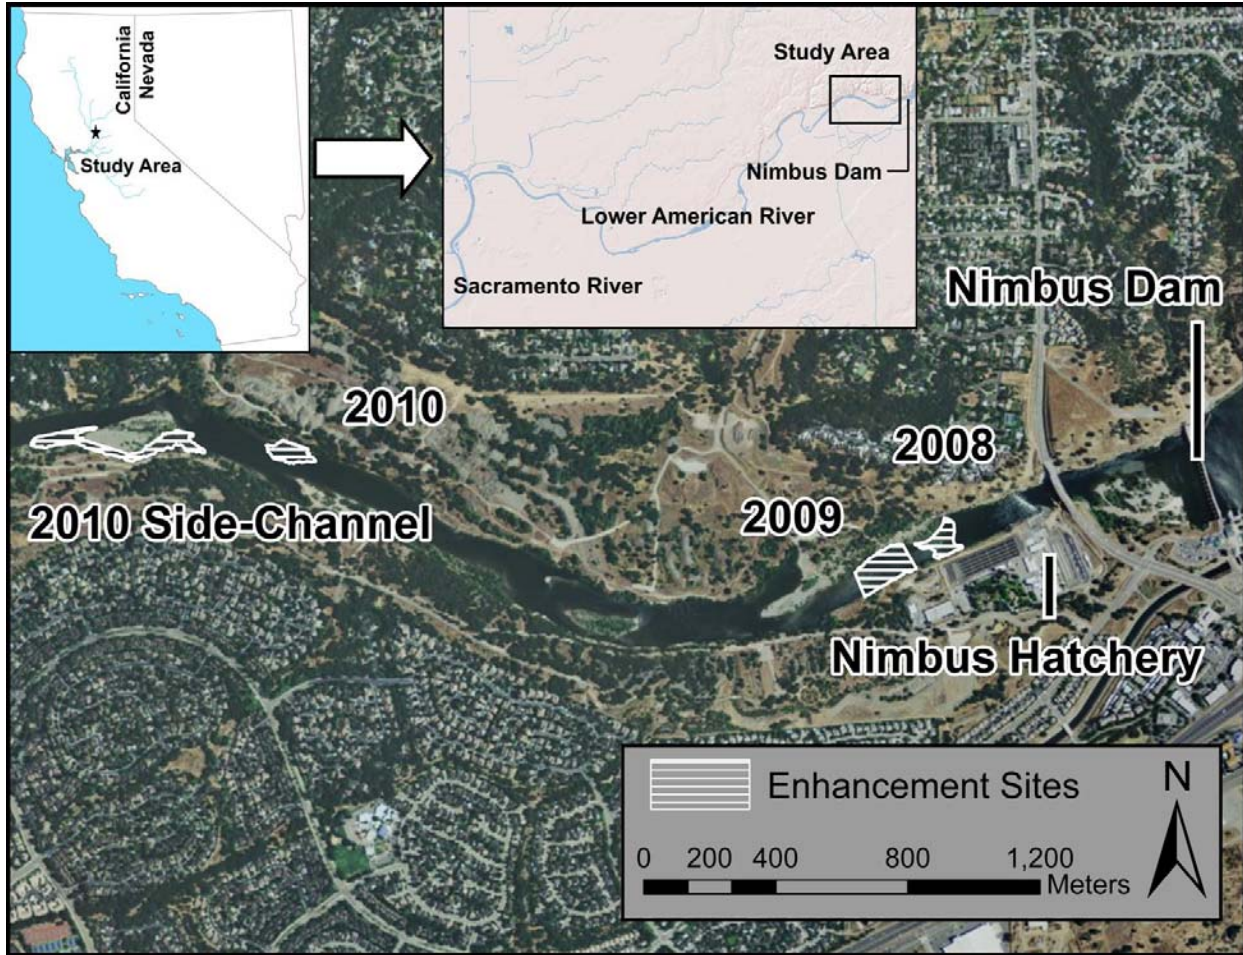 California
Nevada
Study Area
Study Area
Nimbus Dam
Lower American River
Sacramento River
Nimbus Dam
2010
2008
2009
2010 Side-Channel
Nimbus Hatchery
Enhancement Sites
N
0 200 400 800 1,200
Meters